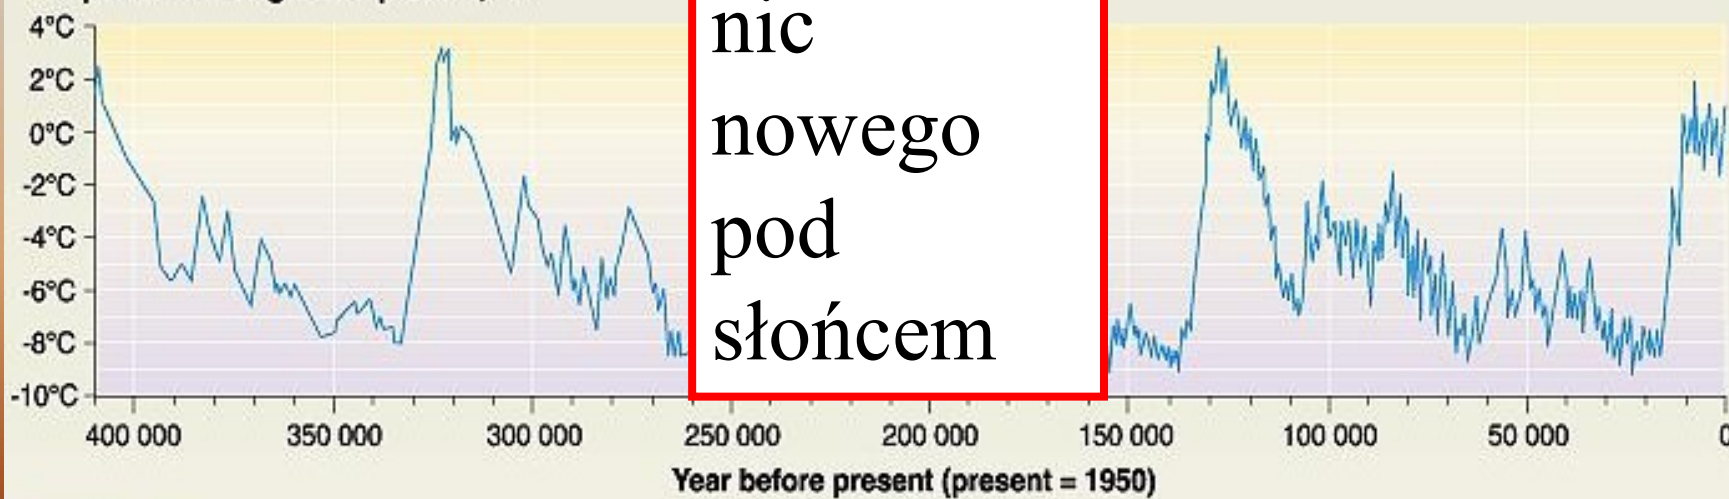 4°C
2°C
0°C
-2°C
-4°C
-6°C
-8°C
-10°C
nic
nowego
pod
słońcem
400 000 350 000 300 000 250 000 200 000 150 000 100 000 50 000 0
Year before present (present = 1950)